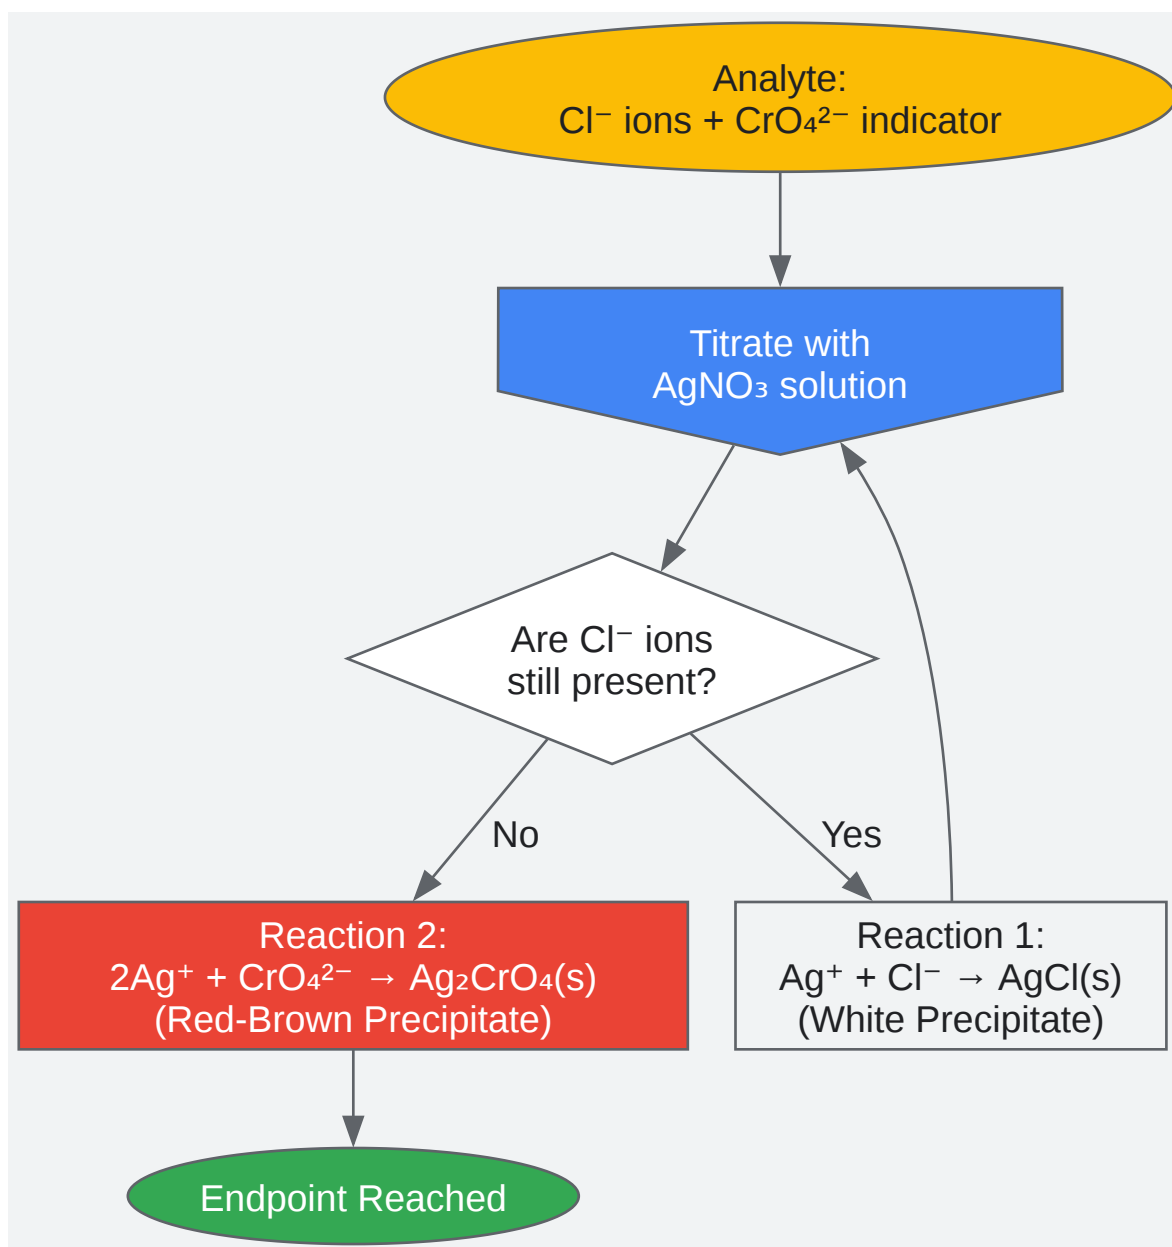 Analyte:
Cl⁻ ions + CrO₄²⁻ indicator
Titrate with
AgNO₃ solution
Are Cl⁻ ions
still present?
No
Yes
Reaction 2:
2Ag⁺ + CrO₄²⁻ → Ag₂CrO₄(s)
(Red-Brown Precipitate)
Reaction 1:
Ag⁺ + Cl⁻ → AgCl(s)
(White Precipitate)
Endpoint Reached